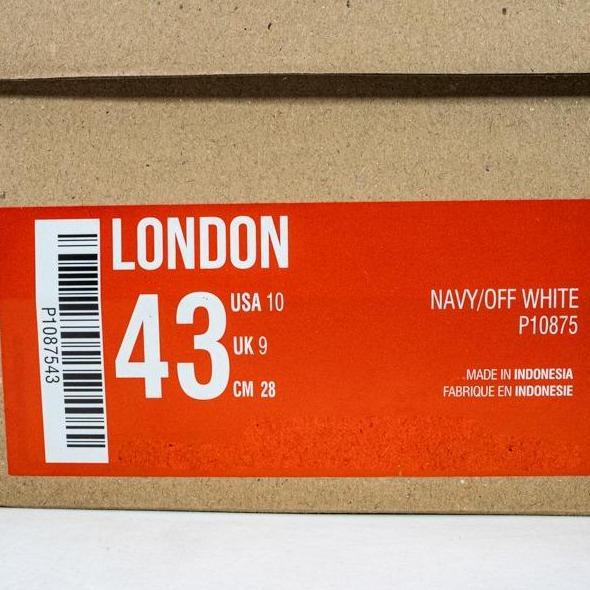 LONDON
43
USA 10
UK 9
CM 28
P1087543
NAVY/OFF WHITE
P10875
MADE IN INDONESIA
FABRIQUE EN INDONESIE